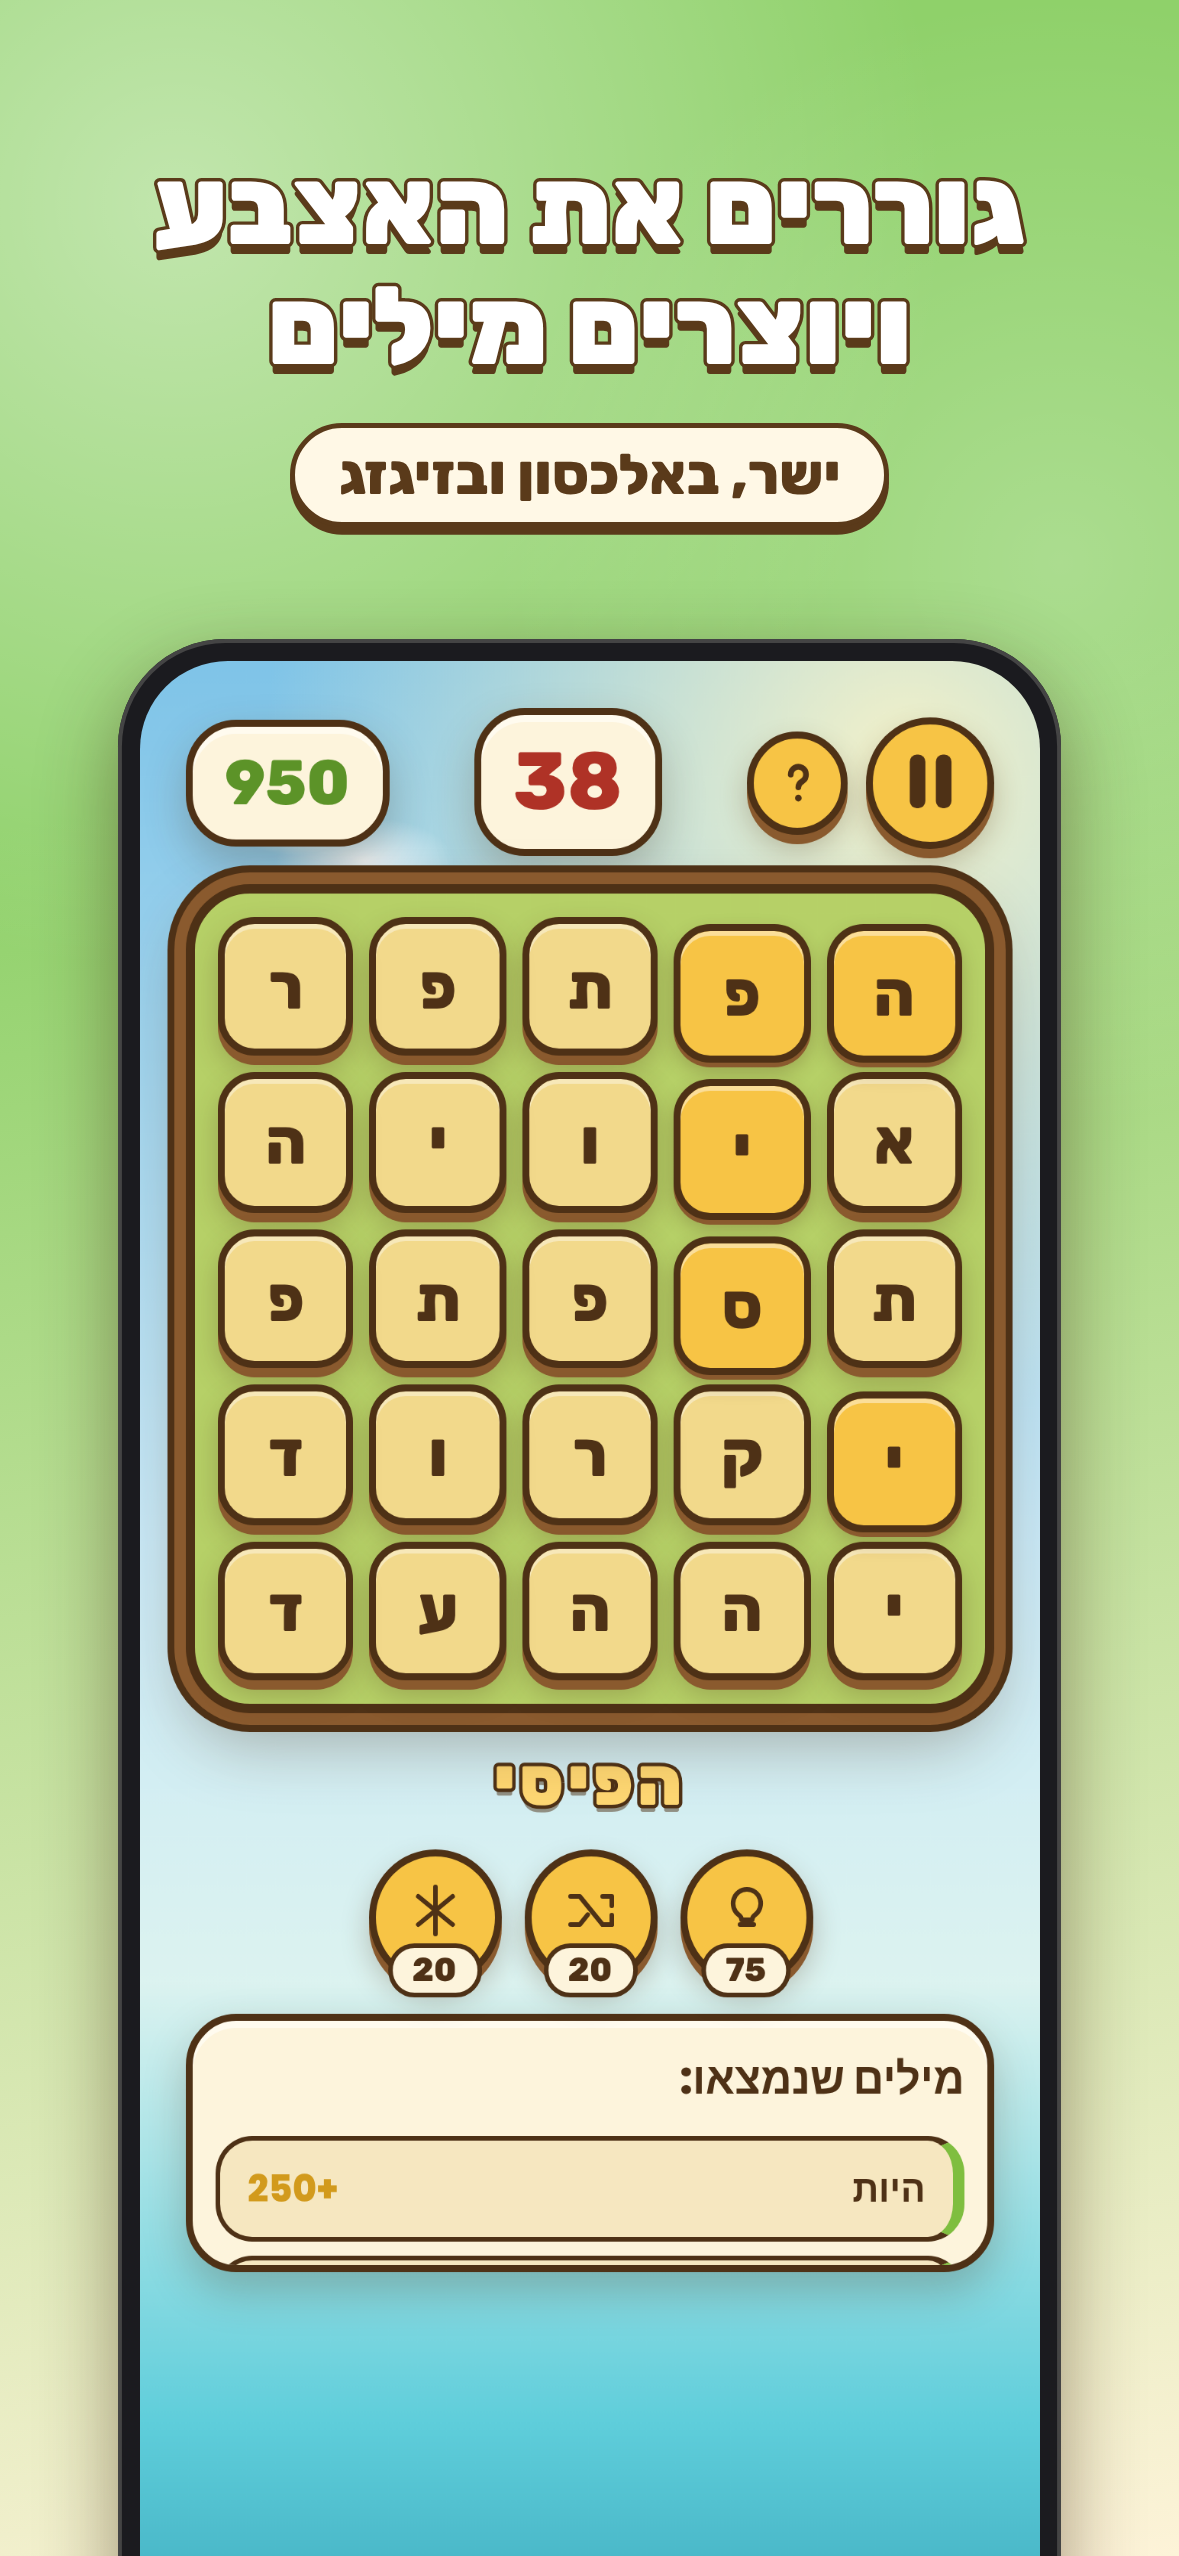 גוררים את האצבע
ויוצרים מילים
ישר, באלכסון ובזיגזג
? 38 950
ה פ ת פ ר
א י ו י ה
ת ס פ ת פ
י ק ר ו ד
י ה ה ע ד
הפיסי
75 20 20
מילים שנמצאו:
היות +250